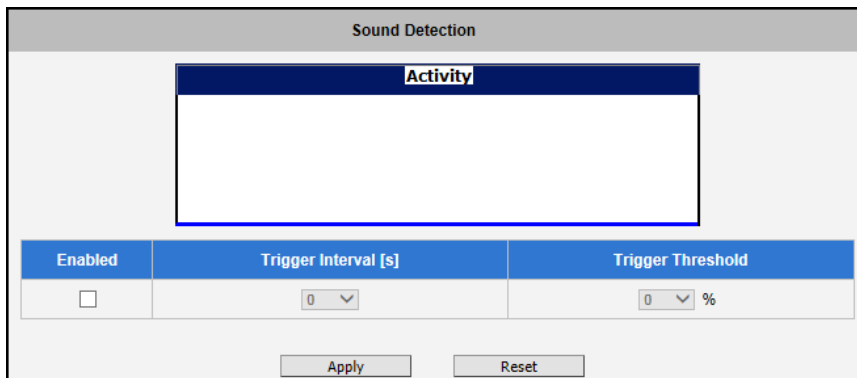 Sound Detection
Activity
Enabled Trigger Interval [s] Trigger Threshold
0 0 %
Apply Reset